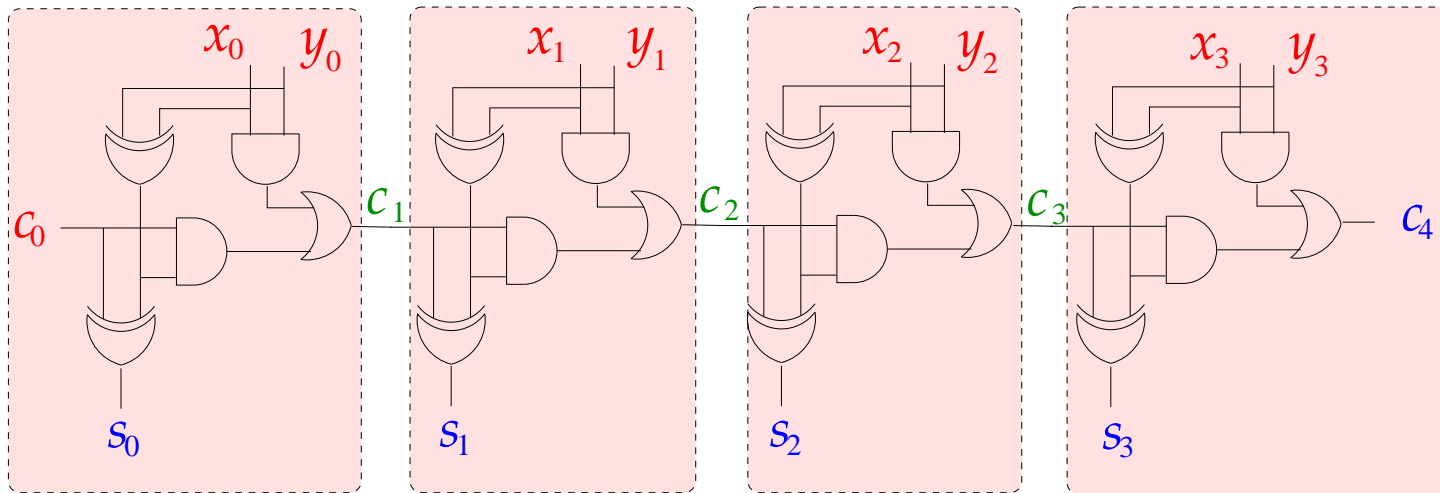 x₀ y₀ x₁ y₁ x₂ y₂ x₃ y₃
c₀ c₁ c₂ c₃ c₄
s₀ s₁ s₂ s₃